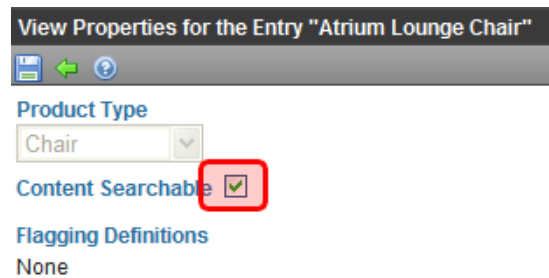 View Properties for the Entry "Atrium Lounge Chair"
Product Type
Chair
Content Searchable
Flagging Definitions
None